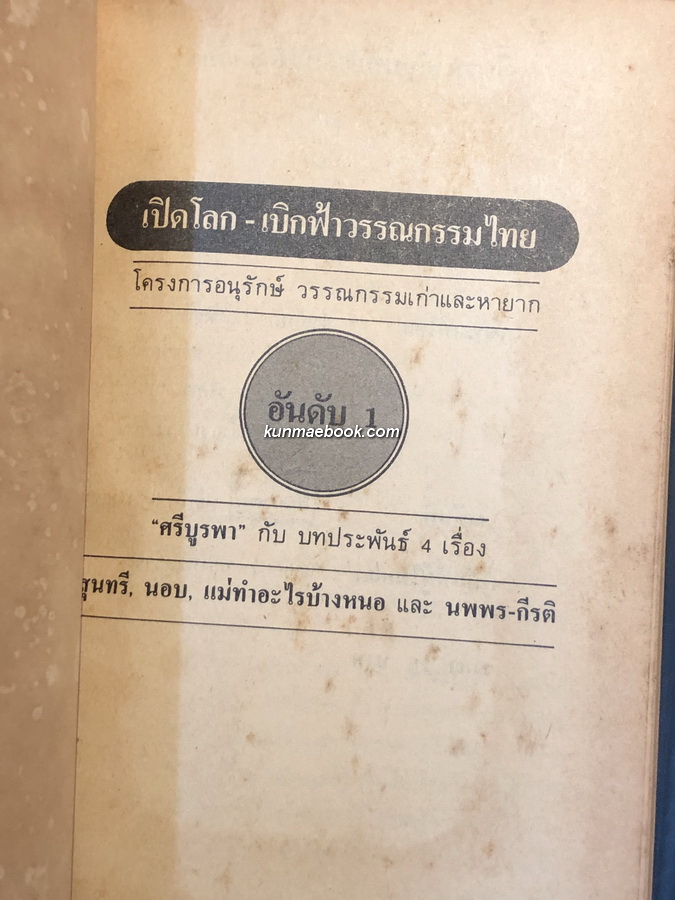 เปิดโลก - เบิกฟ้าวรรณกรรมไทย
โครงการอนุรักษ์ วรรณกรรมเก่าและหายาก
อันดับ 1
kunmaebook.com
“ศรีบูรพา” กับ บทประพันธ์ 4 เรื่อง
สุนทรี, นอบ, แม่ทำอะไรบ้างหนอ และ นพพร-กีรติ